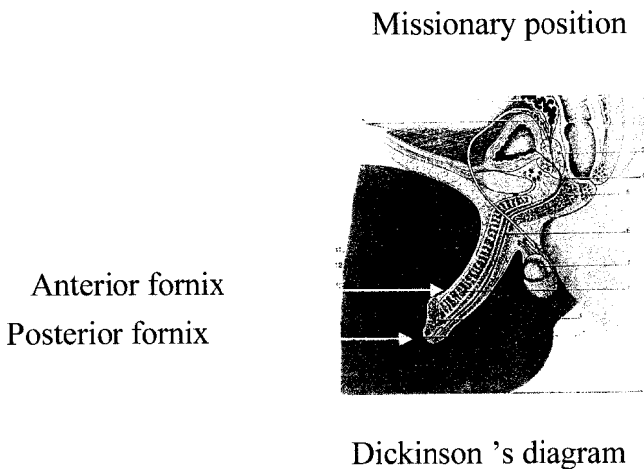 Missionary position
Anterior fornix
Posterior fornix
Dickinson 's diagram